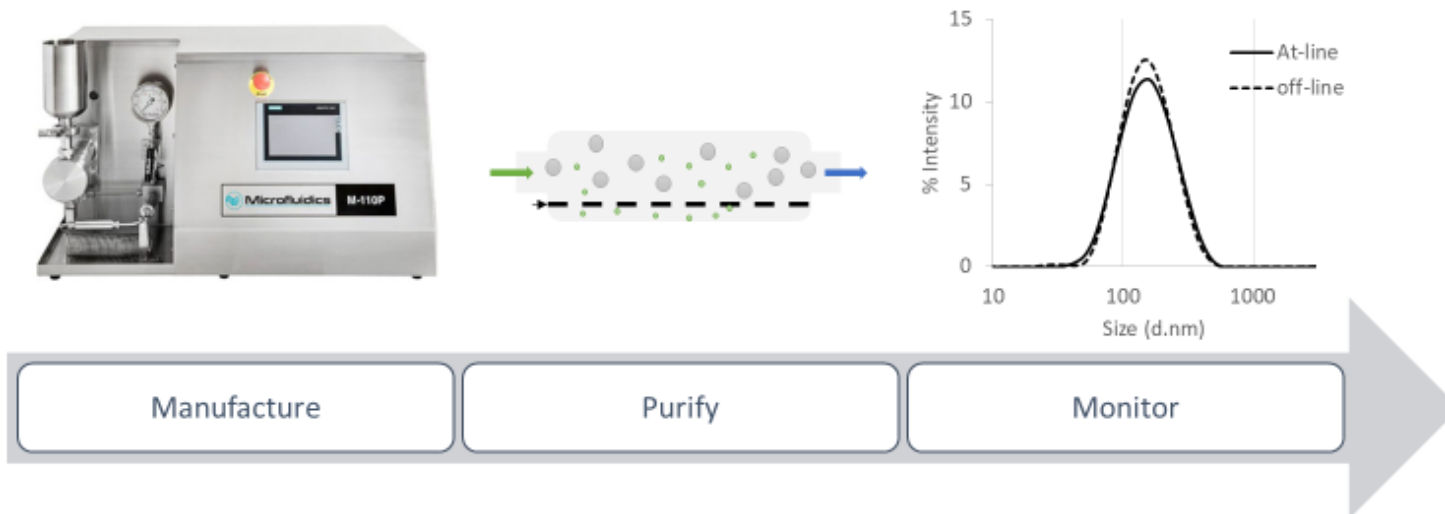 Microfluidics M-110P
15
10
5
0
% Intensity
At-line
off-line
10 100 1000
Size (d.nm)
Manufacture Purify Monitor